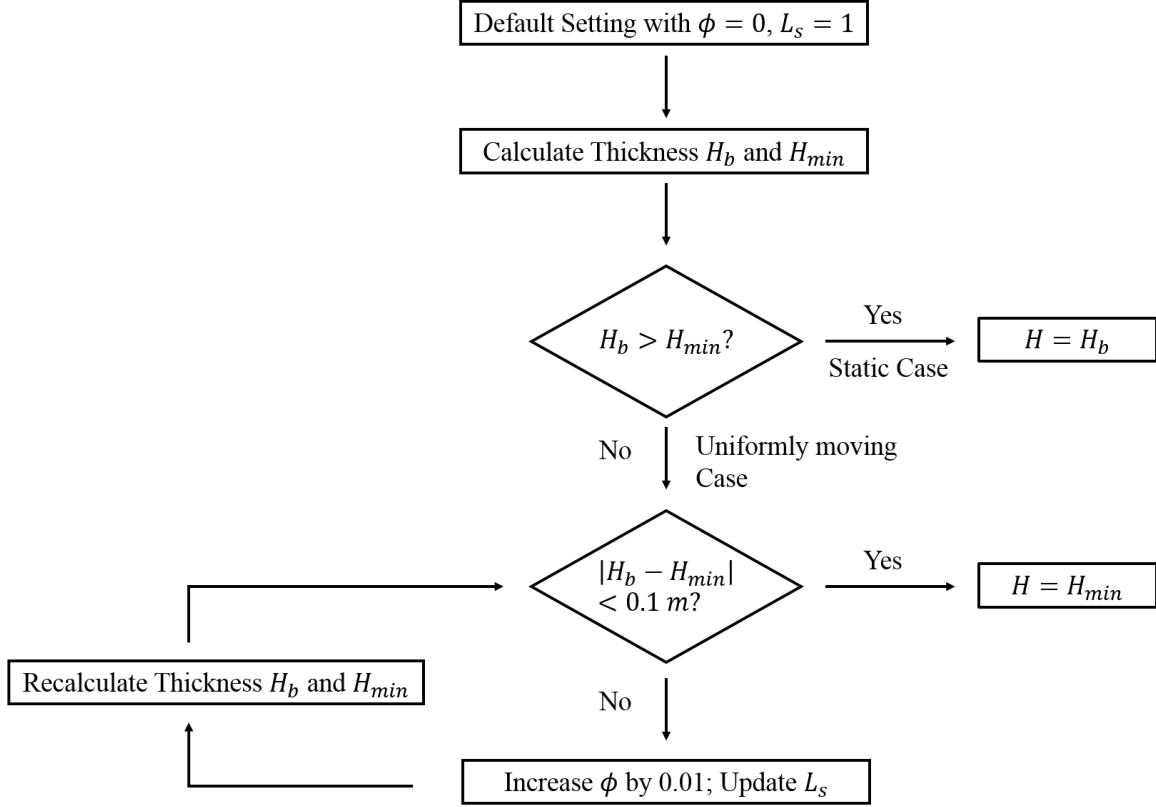 Default Setting with ϕ = 0, L_s = 1
Calculate Thickness H_b and H_min
H_b > H_min?
Yes
Static Case
H = H_b
No
Uniformly moving
Case
|H_b − H_min|
< 0.1 m?
Yes
H = H_min
Recalculate Thickness H_b and H_min
No
Increase ϕ by 0.01; Update L_s